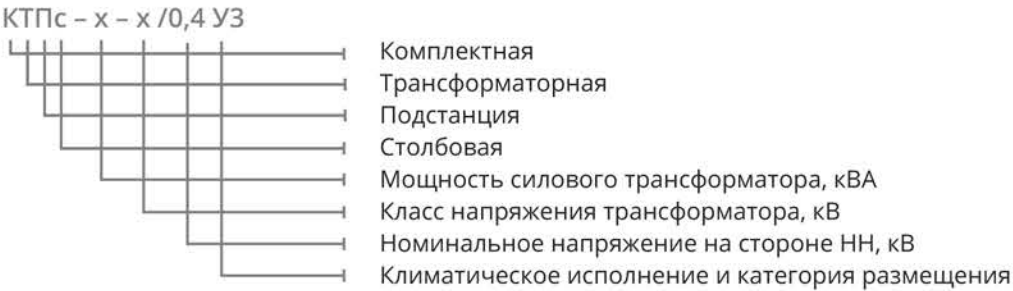 КТПс – х – х /0,4 У3
Комплектная
Трансформаторная
Подстанция
Столбовая
Мощность силового трансформатора, кВА
Класс напряжения трансформатора, кВ
Номинальное напряжение на стороне НН, кВ
Климатическое исполнение и категория размещения